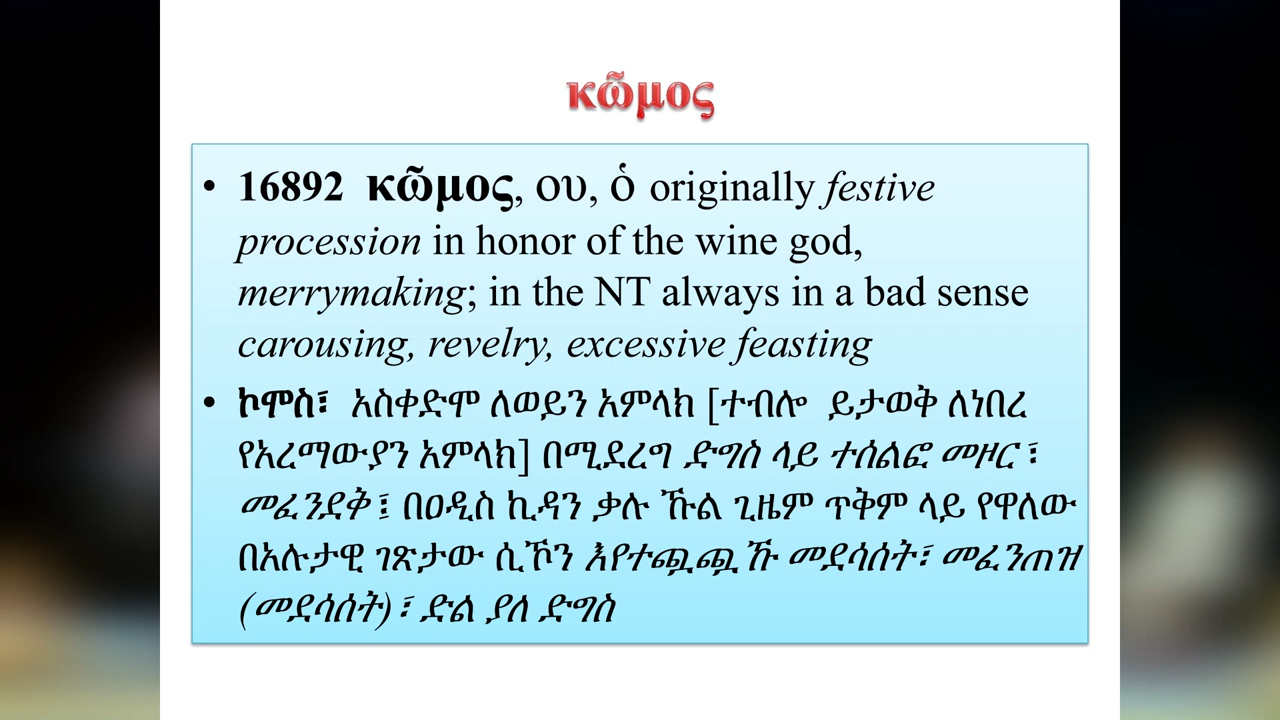 κῶμος
• 16892 κῶμος, ου, ὁ originally festive
procession in honor of the wine god,
merrymaking; in the NT always in a bad sense
carousing, revelry, excessive feasting
• ኮሞስ፣ አስቀድሞ ለወይን አምላክ [ተብሎ ይታወቅ ለነበረ
የአረማውያን አምላክ] በሚደረግ ድግስ ላይ ተሰልፎ መዞር ፣
መፈንደቅ ፤ በዐዲስ ኪዳን ቃሉ ኹል ጊዜም ጥቅም ላይ የዋለው
በአሉታዊ ገጽታው ሲኾን እየተጯጯኹ መደሳሰት፣ መፈንጠዝ
(መደሳሰት) ፣ ድል ያለ ድግስ